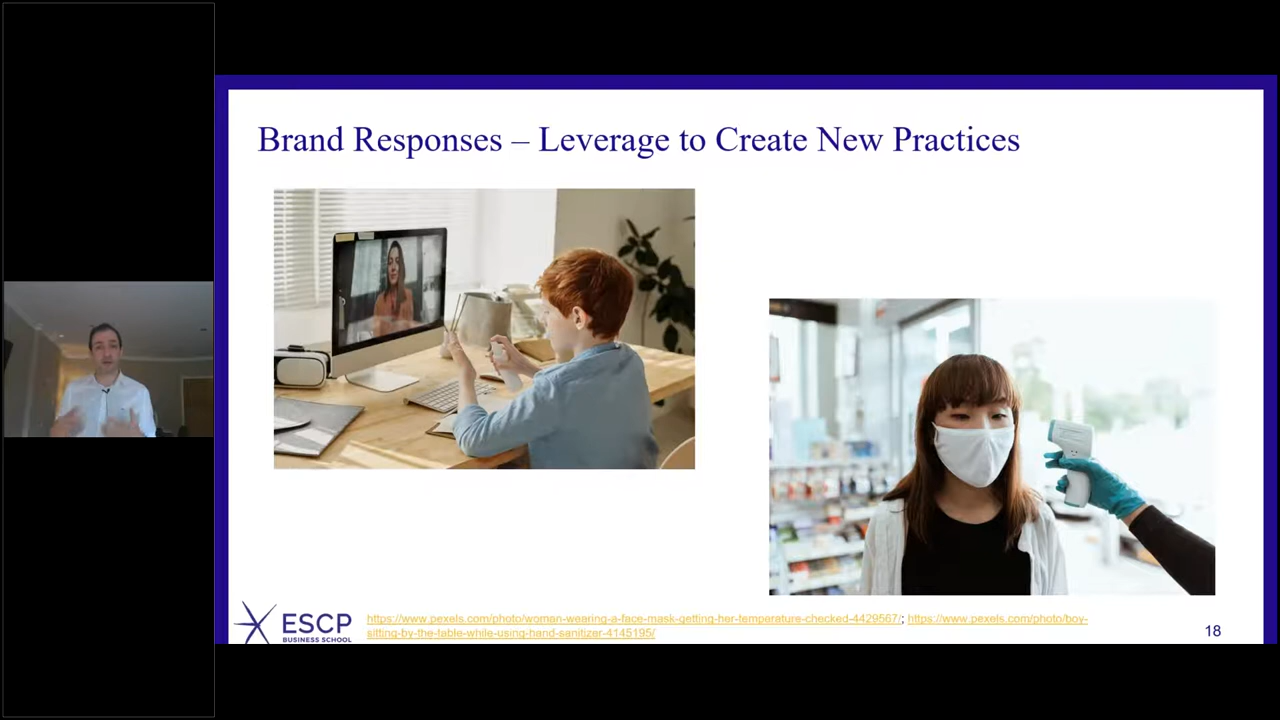 Brand Responses – Leverage to Create New Practices
ESCP
BUSINESS SCHOOL
https://www.pexels.com/photo/woman-wearing-a-face-mask-getting-her-temperature-checked-4429567/; https://www.pexels.com/photo/boy-
sitting-by-the-table-while-using-hand-sanitizer-4145195/
18